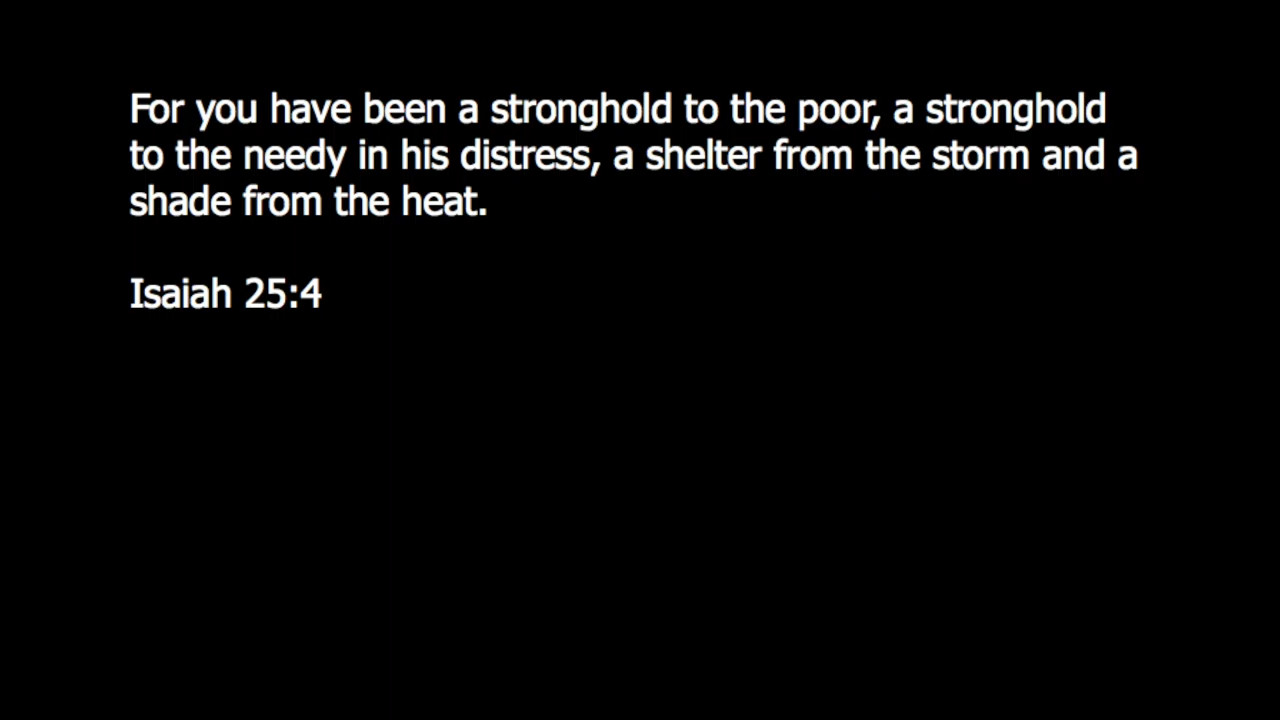 For you have been a stronghold to the poor, a stronghold
to the needy in his distress, a shelter from the storm and a
shade from the heat.
Isaiah 25:4